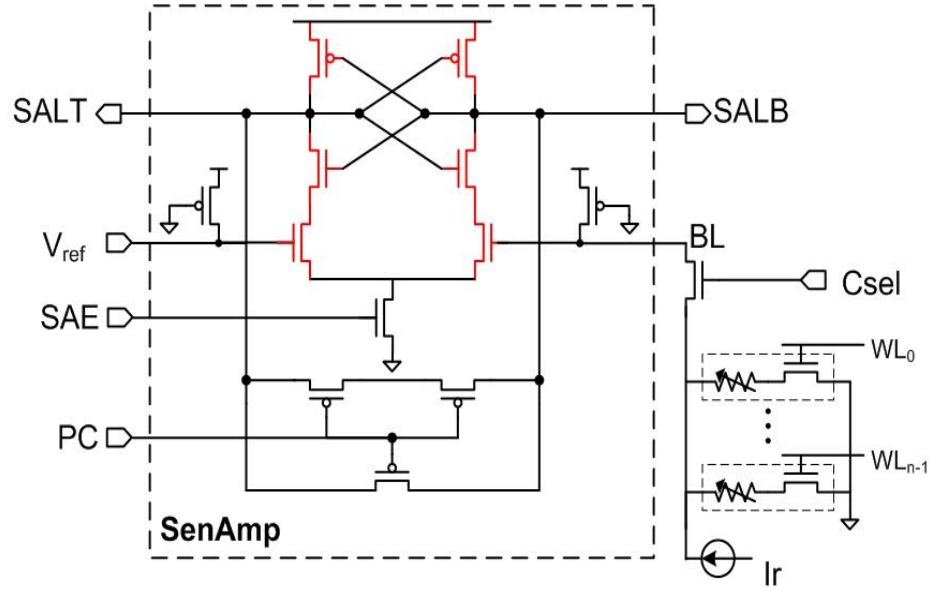 SALT
SALB
Vref
BL
Csel
SAE
WL0
PC
WLn-1
SenAmp
Ir